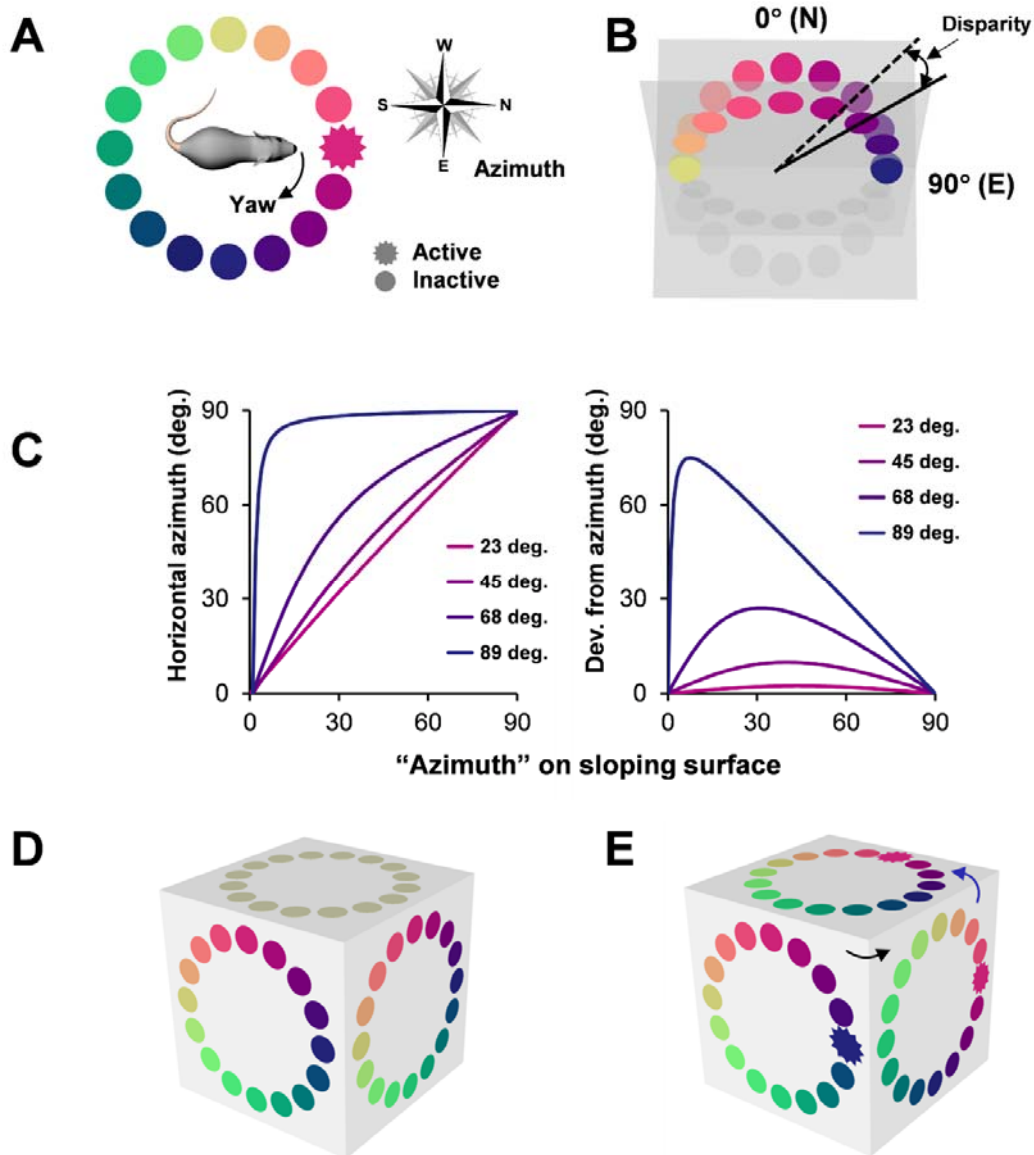 A
W
S
N
E
Azimuth
Yaw
Active
Inactive
B
0° (N)
Disparity
90° (E)
C
Horizontal azimuth (deg.)
90
60
30
0
0
30
60
90
23 deg.
45 deg.
68 deg.
89 deg.
Dev. from azimuth (deg.)
90
60
30
0
0
30
60
90
23 deg.
45 deg.
68 deg.
89 deg.
“Azimuth” on sloping surface
D
E